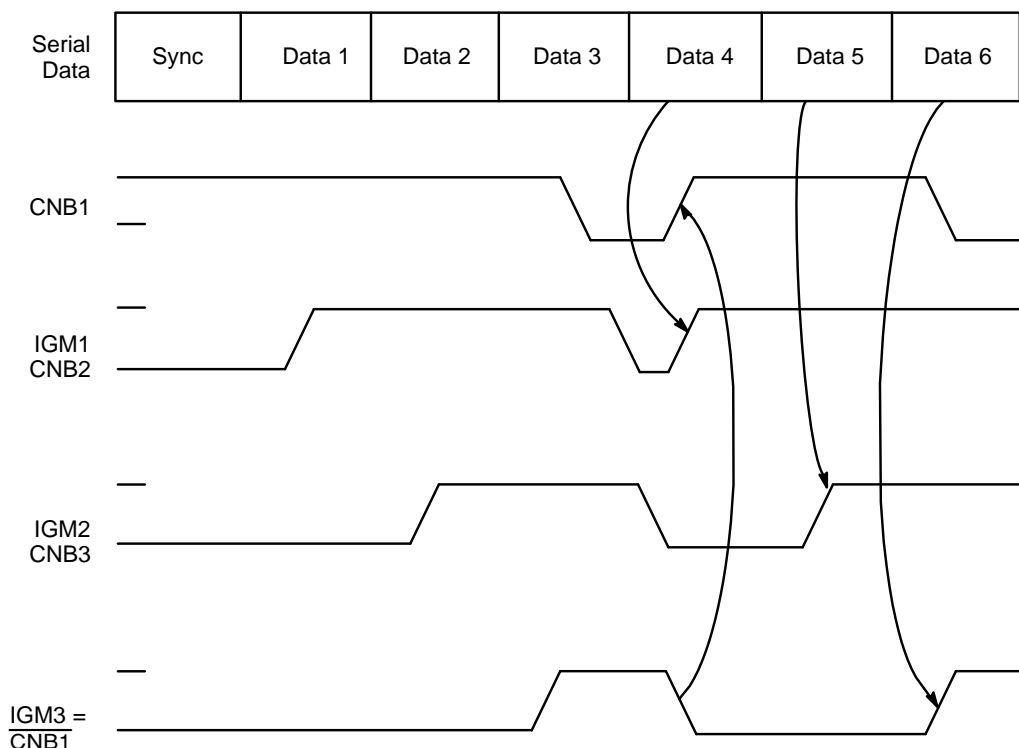 Serial
Data
Sync
Data 1
Data 2
Data 3
Data 4
Data 5
Data 6
CNB1
IGM1
CNB2
IGM2
CNB3
IGM3 =
CNB1